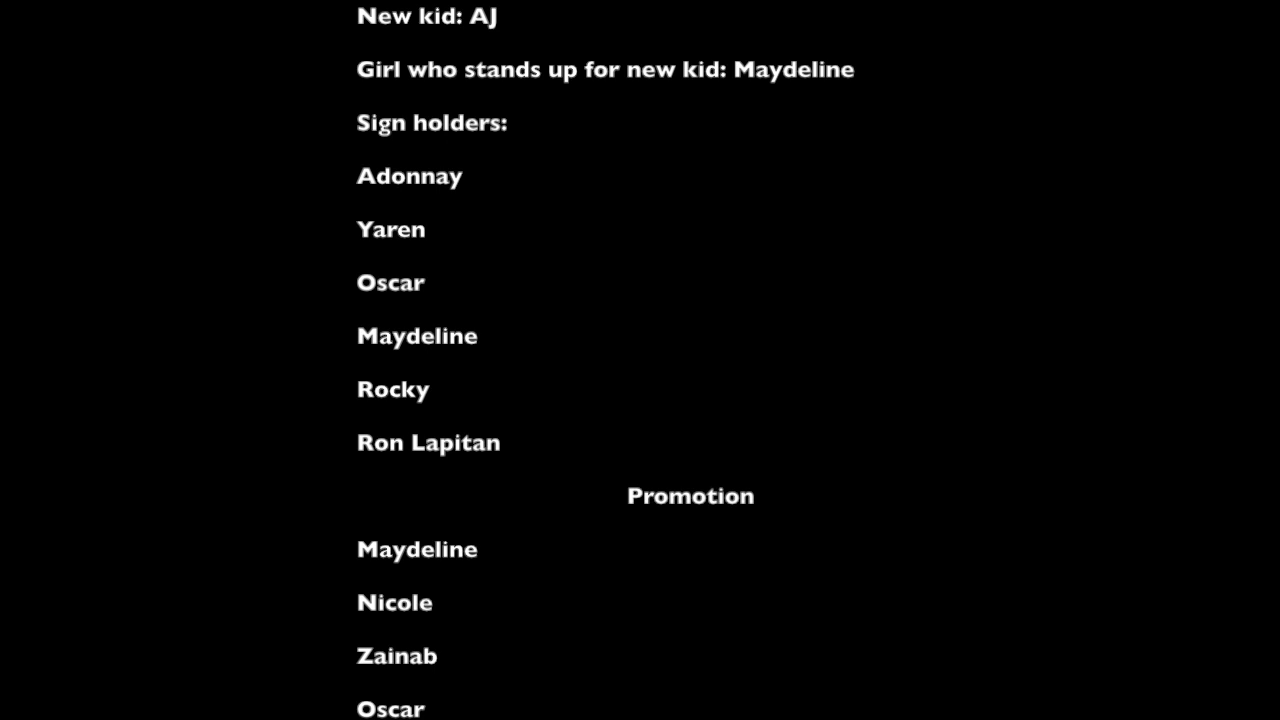 New kid: AJ
Girl who stands up for new kid: Maydeline
Sign holders:
Adonnay
Yaren
Oscar
Maydeline
Rocky
Ron Lapitan
Promotion
Maydeline
Nicole
Zainab
Oscar